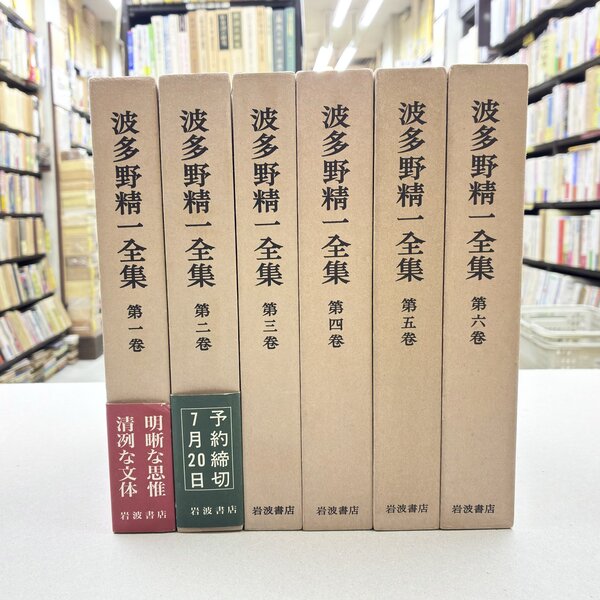 波多野精一全集
第一巻
明晰な思惟
清冽な文体
岩波書店
波多野精一全集
第二巻
予約締切
7月20日
岩波書店
波多野精一全集
第三巻
岩波書店
波多野精一全集
第四巻
岩波書店
波多野精一全集
第五巻
岩波書店
波多野精一全集
第六巻
岩波書店